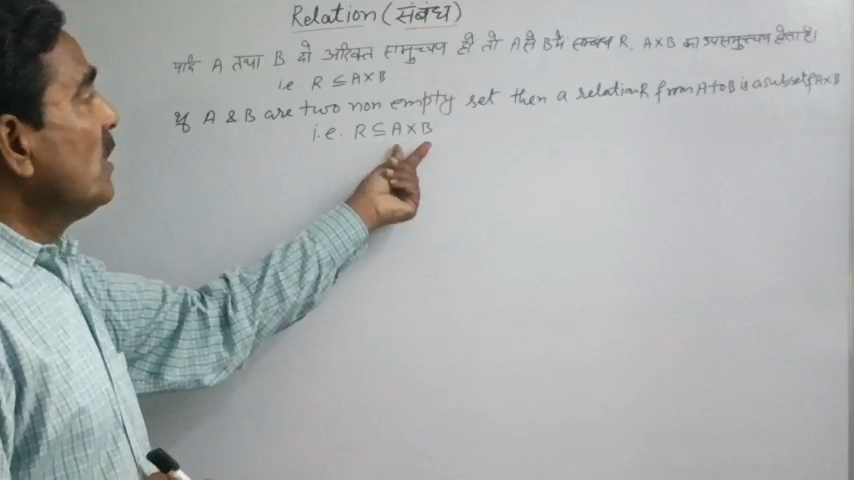 Relation (संबंध)
यदि A तथा B दो अरिक्त सामुच्चय हो तो A से B में सम्बन्ध R, A×B का उपसमुच्चय होता है।
i.e. R ⊆ A×B
If A & B are two non empty set then a relation R from A to B is a subset of A×B
i.e. R ⊆ A×B